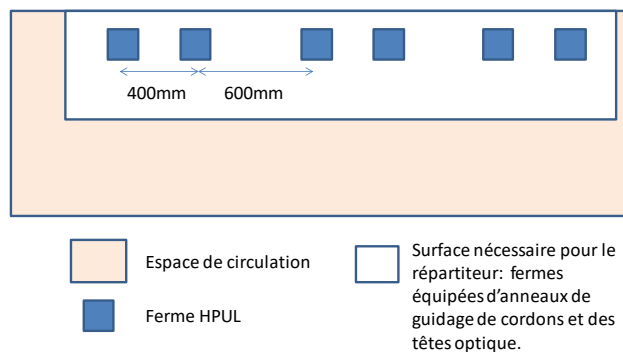 400mm
600mm
Espace de circulation
Ferme HPUL
Surface nécessaire pour le
répartiteur: fermes
équipées d'anneaux de
guidage de cordons et des
têtes optique.